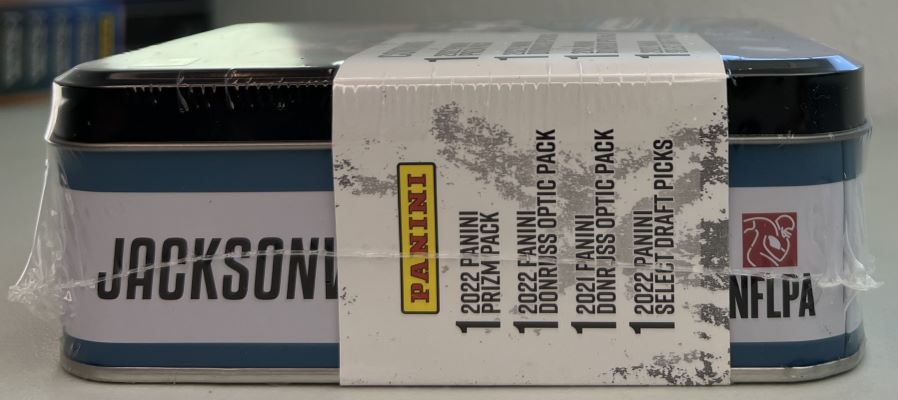 JACKSONV
PANINI
1 2022 PANINI
PRIZM PACK
1 2022 PANINI
DONRUSS OPTIC PACK
1 2021 PANINI
DONRUSS OPTIC PACK
1 2022 PANINI
SELECT DRAFT PICKS
NFLPA